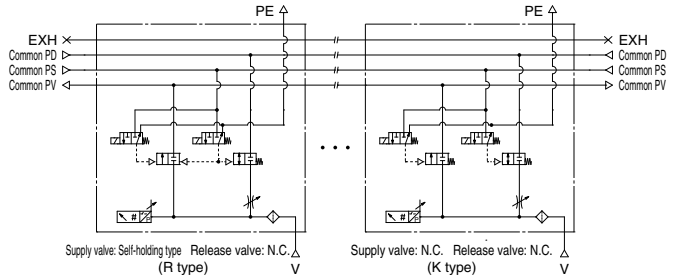 PE PE
EXH EXH
Common PD Common PD
Common PS Common PS
Common PV Common PV
# #
Supply valve: Self-holding type Release valve: N.C. Supply valve: N.C. Release valve: N.C.
(R type) V (K type) V